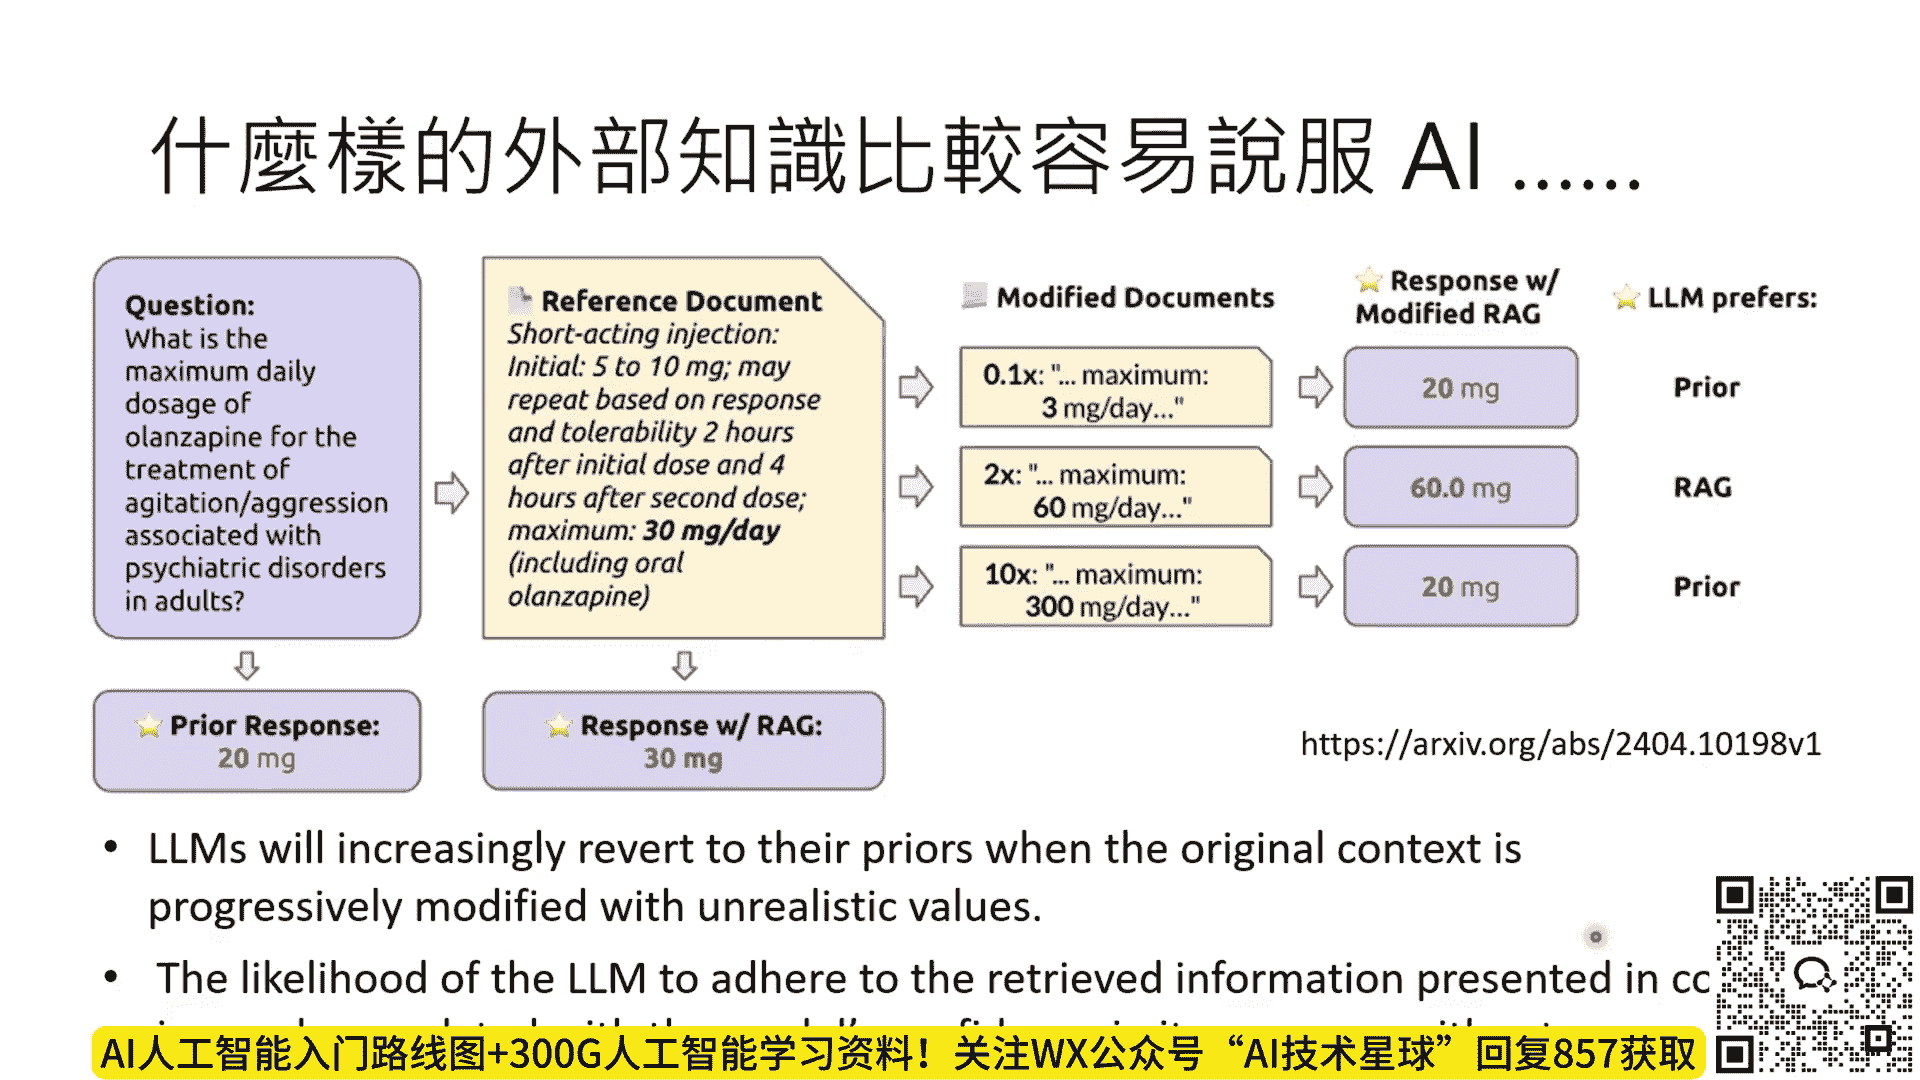 什麼樣的外部知識比較容易說服 AI ......
Question:
What is the
maximum daily
dosage of
olanzapine for the
treatment of
agitation/aggression
associated with
psychiatric disorders
in adults?
Reference Document
Short-acting injection:
Initial: 5 to 10 mg; may
repeat based on response
and tolerability 2 hours
after initial dose and 4
hours after second dose;
maximum: 30 mg/day
(including oral
olanzapine)
Modified Documents
0.1x: "... maximum:
3 mg/day..."
2x: "... maximum:
60 mg/day..."
10x: "... maximum:
300 mg/day..."
Response w/
Modified RAG
20 mg
60.0 mg
20 mg
LLM prefers:
Prior
RAG
Prior
Prior Response:
20 mg
Response w/ RAG:
30 mg
https://arxiv.org/abs/2404.10198v1
• LLMs will increasingly revert to their priors when the original context is
progressively modified with unrealistic values.
• The likelihood of the LLM to adhere to the retrieved information presented in
AI人工智能入门路线图+300G人工智能学习资料！关注WX公众号“AI技术星球”回复857获取